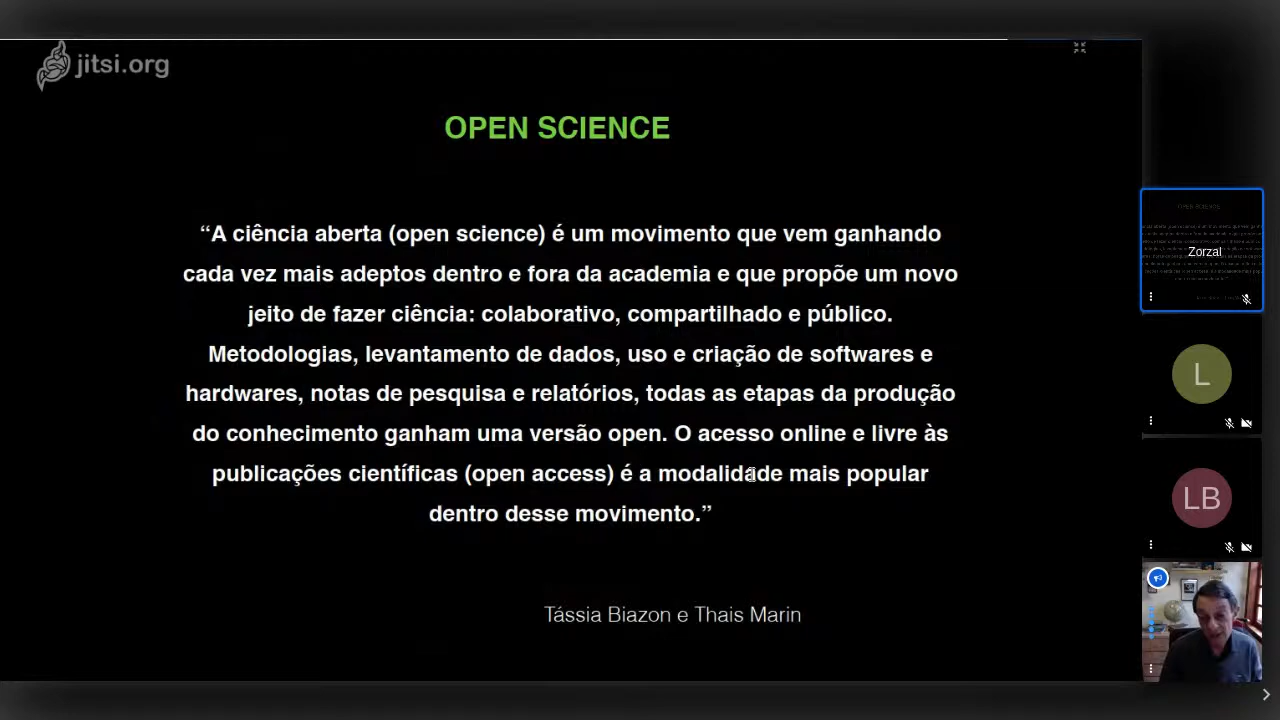 jitsi.org
OPEN SCIENCE
“A ciência aberta (open science) é um movimento que vem ganhando
cada vez mais adeptos dentro e fora da academia e que propõe um novo
jeito de fazer ciência: colaborativo, compartilhado e público.
Metodologias, levantamento de dados, uso e criação de softwares e
hardwares, notas de pesquisa e relatórios, todas as etapas da produção
do conhecimento ganham uma versão open. O acesso online e livre às
publicações científicas (open access) é a modalidade mais popular
dentro desse movimento.”
Tássia Biazon e Thais Marin
OPEN SCIENCE
Zorzal
L
LB